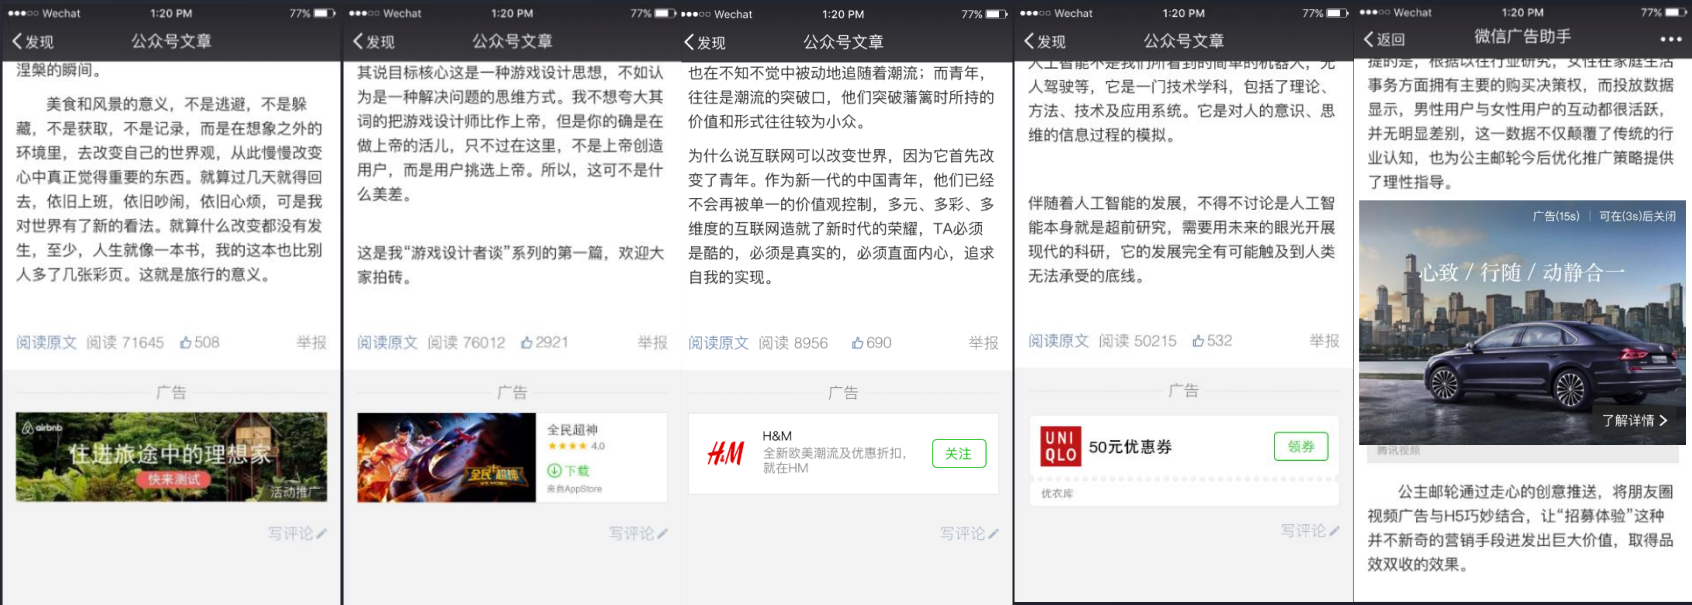 ●●●○○ Wechat 1:20 PM 77%
发现 公众号文章
涅槃的瞬间。
美食和风景的意义，不是逃避，不是躲
藏，不是获取，不是记录，而是在想象之外的
环境里，去改变自己的世界观，从此慢慢改变
心中真正觉得重要的东西。就算过几天就得回
去，依旧上班，依旧吵闹，依旧心烦，可是我
对世界有了新的看法。就算什么改变都没有发
生，至少，人生就像一本书，我的这本也比别
人多了几张彩页。这就是旅行的意义。
阅读原文 阅读 71645 508 举报
广告
airbnb
住进旅途中的理想家
快来测试
活动推广
写评论
●●●○○ Wechat 1:20 PM 77%
发现 公众号文章
其说目标核心这是一种游戏设计思想，不如认
为是一种解决问题的思维方式。我不想夸大其
词的把游戏设计师比作上帝，但是你的确是在
做上帝的活儿，只不过在这里，不是上帝创造
用户，而是用户挑选上帝。所以，这可不是什
么美差。
这是我“游戏设计者谈”系列的第一篇，欢迎大
家拍砖。
阅读原文 阅读 76012 2921 举报
广告
全民超神
全民超神
★★★★ 4.0
下载
来自AppStore
写评论
●●●○○ Wechat 1:20 PM 77%
发现 公众号文章
也在不知不觉中被动地追随着潮流；而青年，
往往是潮流的突破口，他们突破藩篱时所持的
价值和形式往往较为小众。
为什么说互联网可以改变世界，因为它首先改
变了青年。作为新一代的中国青年，他们已经
不会再被单一的价值观控制，多元、多彩、多
维度的互联网造就了新时代的荣耀，TA必须
是酷的，必须是真实的，必须直面内心，追求
自我的实现。
阅读原文 阅读 8956 690 举报
广告
H&M
H&M
全新欧美潮流及优惠折扣，
就在HM
关注
写评论
●●●○○ Wechat 1:20 PM 77%
发现 公众号文章
人工智能不是我们所看到的简单的机器人，无
人驾驶等，它是一门技术学科，包括了理论、
方法、技术及应用系统。它是对人的意识、思
维的信息过程的模拟。
伴随着人工智能的发展，不得不讨论是人工智
能本身就是超前研究，需要用未来的眼光开展
现代的科研，它的发展完全有可能触及到人类
无法承受的底线。
阅读原文 阅读 50215 532 举报
广告
UNI
QLO
50元优惠券
领券
优衣库
写评论
●●●○○ Wechat 1:20 PM 77%
返回 微信广告助手 •••
提的是，根据以往行业研究，女性在家庭生活
事务方面拥有主要的购买决策权，而投放数据
显示，男性用户与女性用户的互动都很活跃，
并无明显差别，这一数据不仅颠覆了传统的行
业认知，也为公主邮轮今后优化推广策略提供
了理性指导。
广告(15s) | 可在(3s)后关闭
心致 / 行随 / 动静合一
了解详情
腾讯视频
公主邮轮通过走心的创意推送，将朋友圈
视频广告与H5巧妙结合，让“招募体验”这种
并不新奇的营销手段迸发出巨大价值，取得品
效双收的效果。